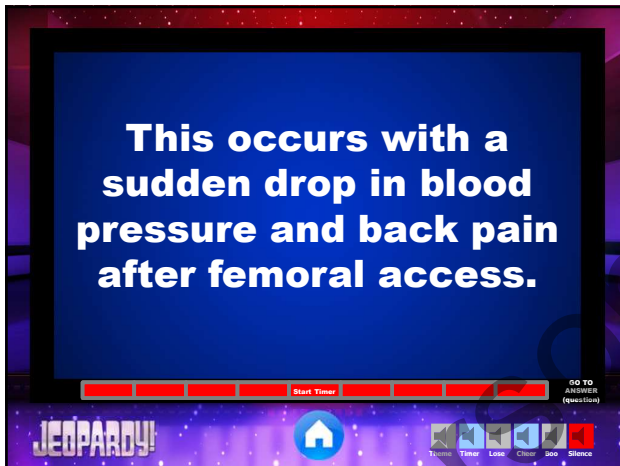 This occurs with a
sudden drop in blood
pressure and back pain
after femoral access.
Start Timer
GO TO
ANSWER
(question)
JEOPARDY!
Theme Timer Lose Cheer Boo Silence